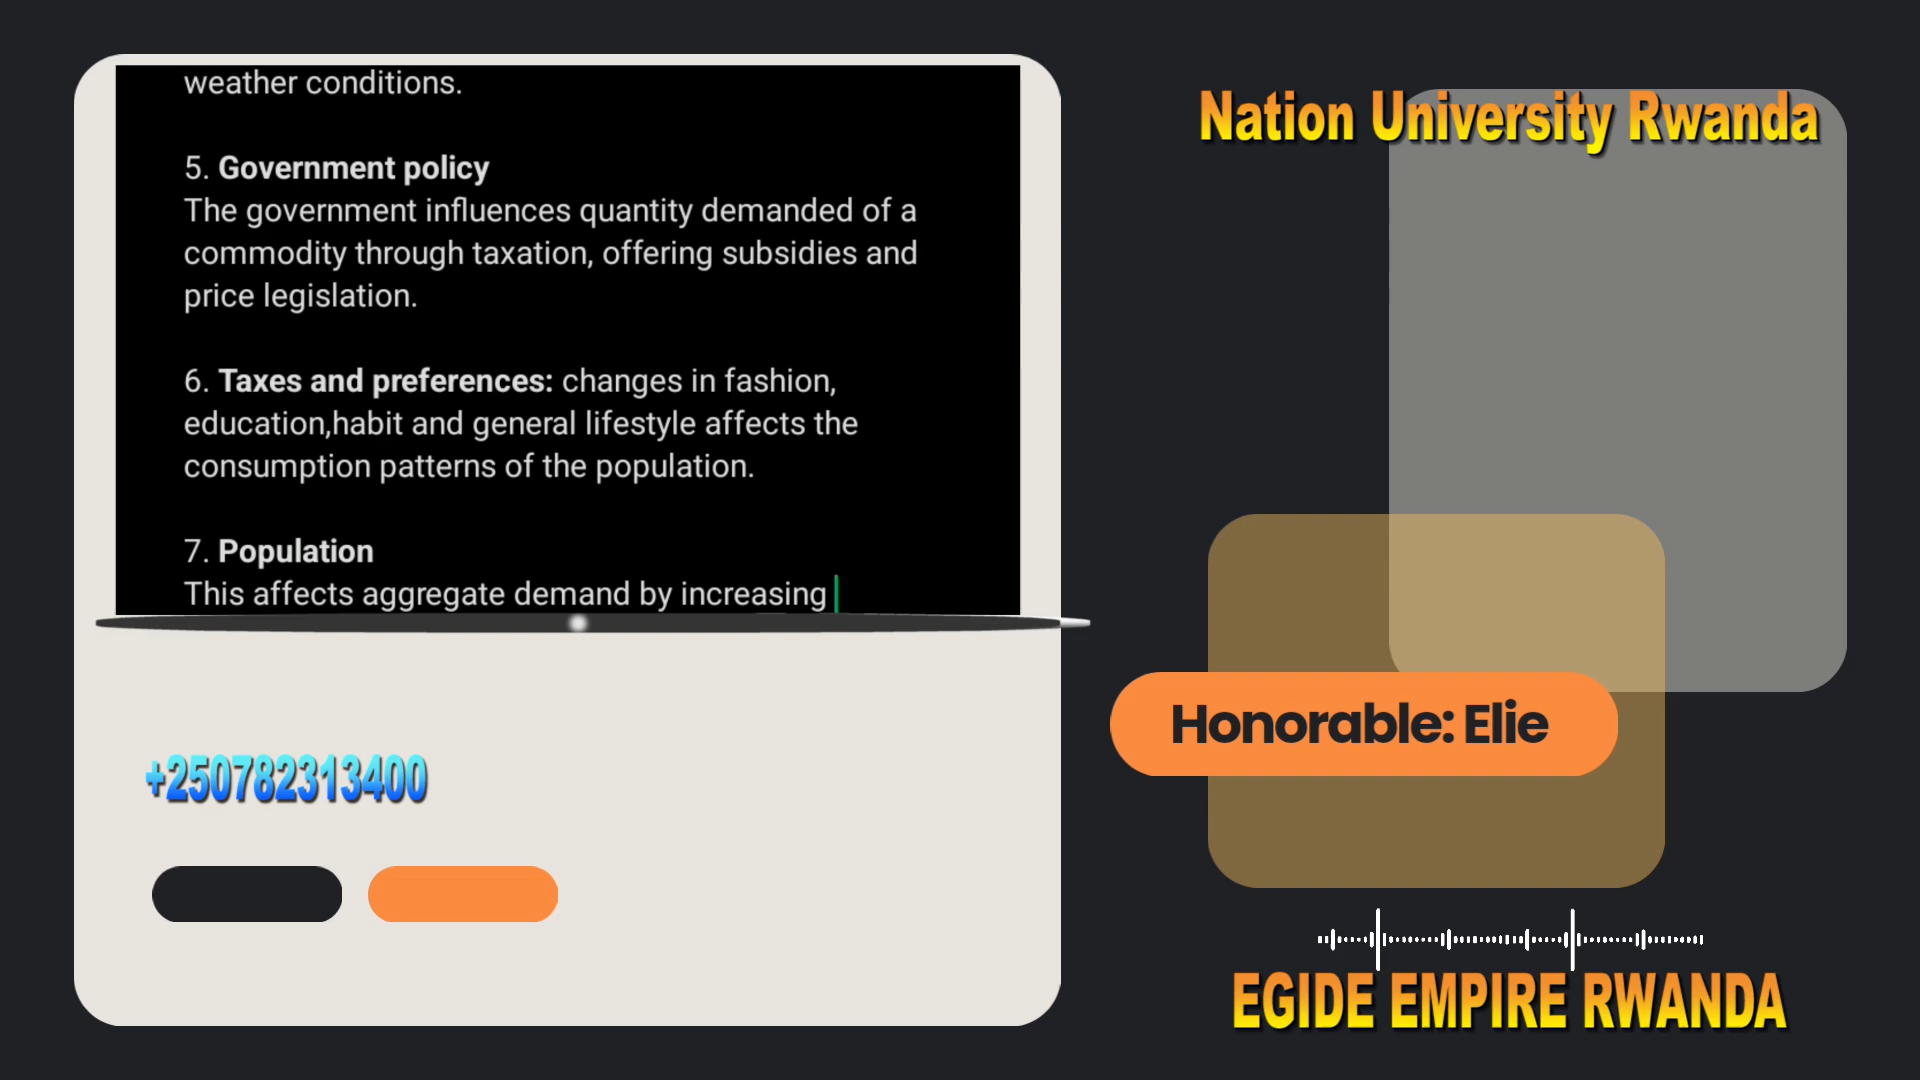 weather conditions.
5. Government policy
The government influences quantity demanded of a
commodity through taxation, offering subsidies and
price legislation.
6. Taxes and preferences: changes in fashion,
education,habit and general lifestyle affects the
consumption patterns of the population.
7. Population
This affects aggregate demand by increasing
+250782313400
Nation University Rwanda
Honorable: Elie
EGIDE EMPIRE RWANDA